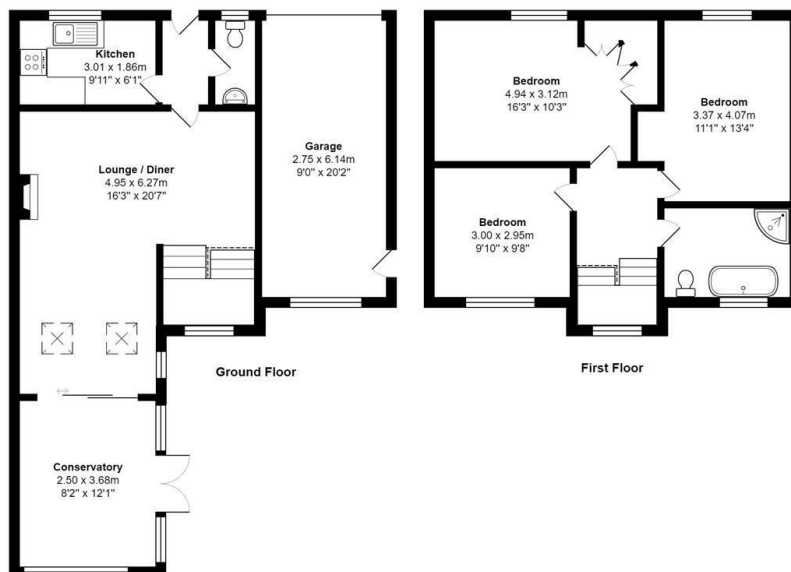 Kitchen
3.01 x 1.86m
9'11" x 6'1"
Lounge / Diner
4.95 x 6.27m
16'3" x 20'7"
Garage
2.75 x 6.14m
9'0" x 20'2"
Conservatory
2.50 x 3.68m
8'2" x 12'1"
Ground Floor
Bedroom
4.94 x 3.12m
16'3" x 10'3"
Bedroom
3.37 x 4.07m
11'1" x 13'4"
Bedroom
3.00 x 2.95m
9'10" x 9'8"
First Floor